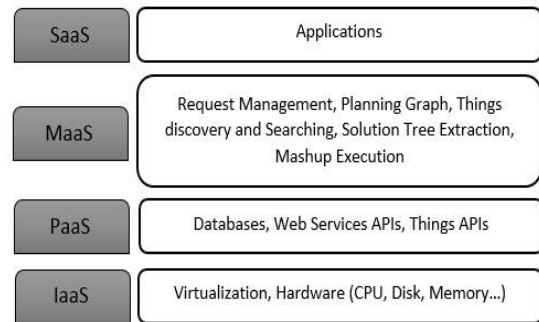 SaaS
Applications
MaaS
Request Management, Planning Graph, Things
discovery and Searching, Solution Tree Extraction,
Mashup Execution
PaaS
Databases, Web Services APIs, Things APIs
IaaS
Virtualization, Hardware (CPU, Disk, Memory...)